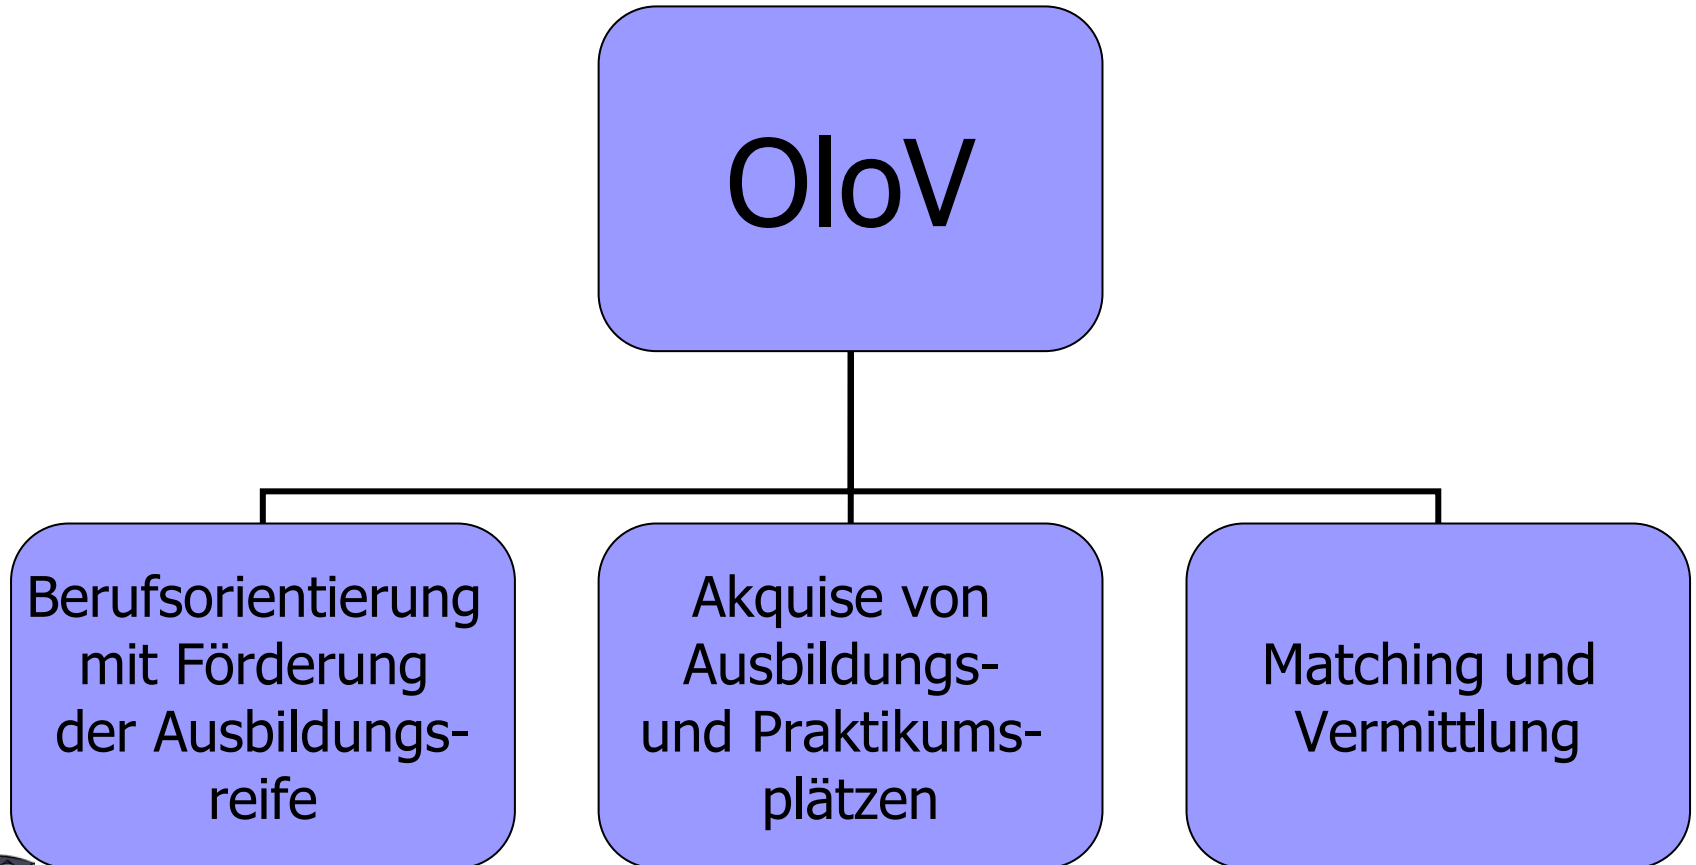 OloV
Berufsorientierung
mit Förderung
der Ausbildungs-
reife
Akquise von
Ausbildungs-
und Praktikums-
plätzen
Matching und
Vermittlung